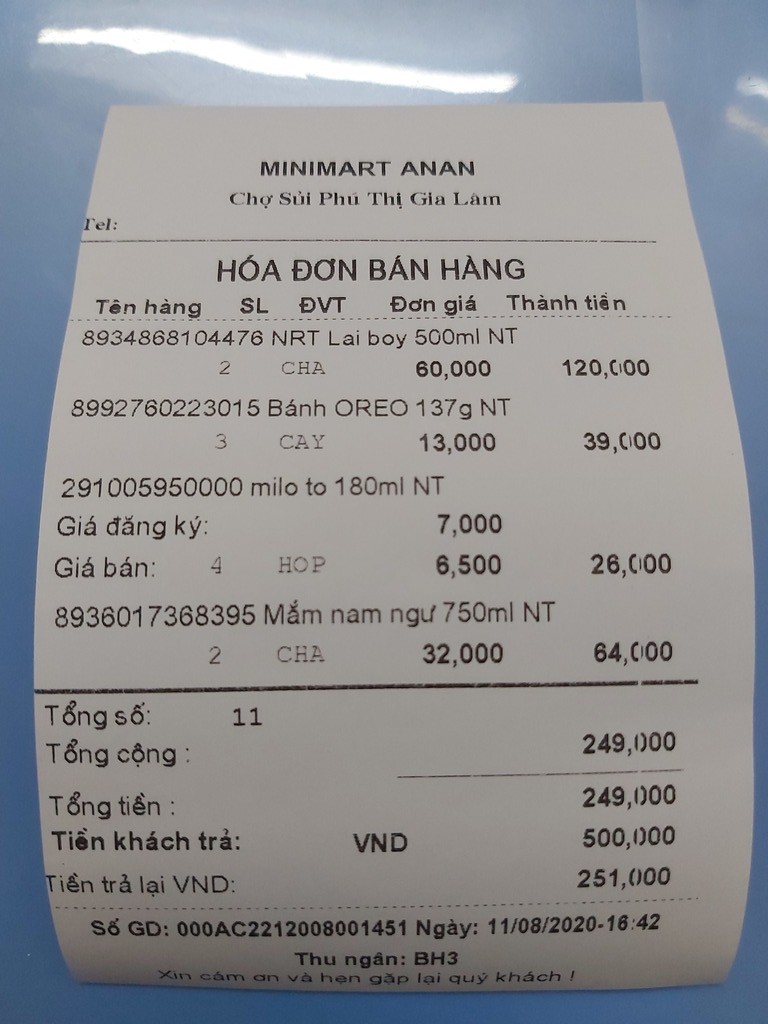 MINIMART ANAN
Chợ Sủi Phú Thị Gia Lâm
Tel:
HÓA ĐƠN BÁN HÀNG
Tên hàng SL ĐVT Đơn giá Thành tiền
8934868104476 NRT Lai boy 500ml NT
2 CHA 60,000 120,000
8992760223015 Bánh OREO 137g NT
3 CAY 13,000 39,000
291005950000 milo to 180ml NT
Giá đăng ký: 7,000
Giá bán: 4 HOP 6,500 26,000
8936017368395 Mắm nam ngư 750ml NT
2 CHA 32,000 64,000
Tổng số: 11
Tổng cộng : 249,000
Tổng tiền : 249,000
Tiền khách trả: VND 500,000
Tiền trả lại VND: 251,000
Số GD: 000AC2212008001451 Ngày: 11/08/2020-16:42
Thu ngân: BH3
Xin cám ơn và hẹn gặp lại quý khách !